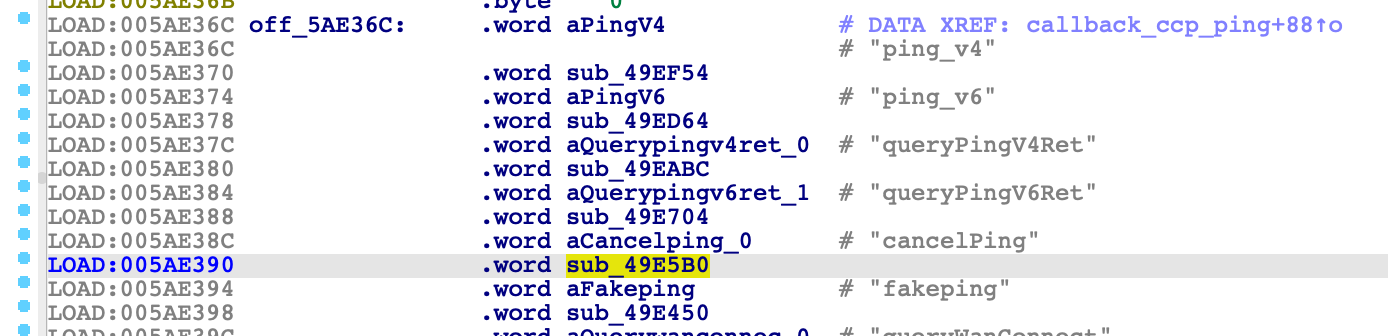 LOAD:005AE36B .byte 0
LOAD:005AE36C off_5AE36C: .word aPingV4 # DATA XREF: callback_ccp_ping+88↑o
LOAD:005AE36C # "ping_v4"
LOAD:005AE370 .word sub_49EF54
LOAD:005AE374 .word aPingV6 # "ping_v6"
LOAD:005AE378 .word sub_49ED64
LOAD:005AE37C .word aQuerypingv4ret_0 # "queryPingV4Ret"
LOAD:005AE380 .word sub_49EABC
LOAD:005AE384 .word aQuerypingv6ret_1 # "queryPingV6Ret"
LOAD:005AE388 .word sub_49E704
LOAD:005AE38C .word aCancelping_0 # "cancelPing"
LOAD:005AE390 .word sub_49E5B0
LOAD:005AE394 .word aFakeping # "fakeping"
LOAD:005AE398 .word sub_49E450
LOAD:005AE39C .word aQuerywanconnec_0 # "queryWanConnect"